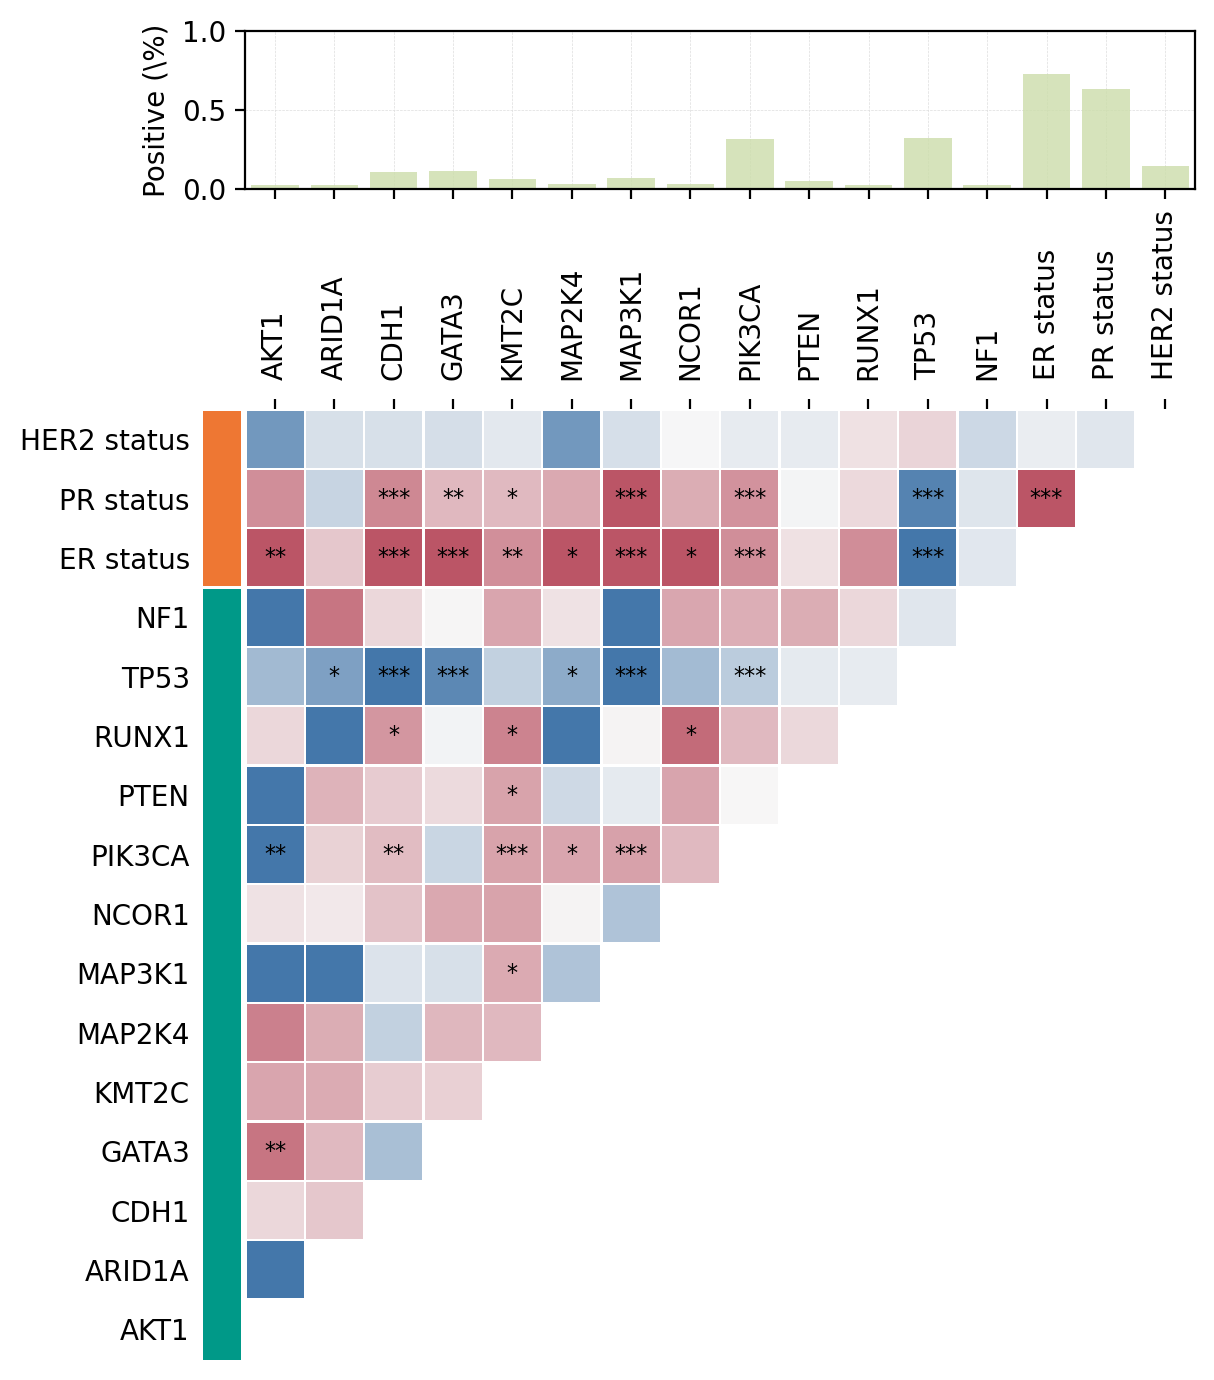 Positive (\%)
1.0
0.5
0.0
AKT1
ARID1A
CDH1
GATA3
KMT2C
MAP2K4
MAP3K1
NCOR1
PIK3CA
PTEN
RUNX1
TP53
NF1
ER status
PR status
HER2 status
HER2 status
PR status *** ** * *** *** *** ***
ER status ** *** *** ** * *** * *** ***
NF1
TP53 * *** *** * *** ***
RUNX1 * * *
PTEN *
PIK3CA ** ** *** * ***
NCOR1
MAP3K1 *
MAP2K4
KMT2C
GATA3 **
CDH1
ARID1A
AKT1